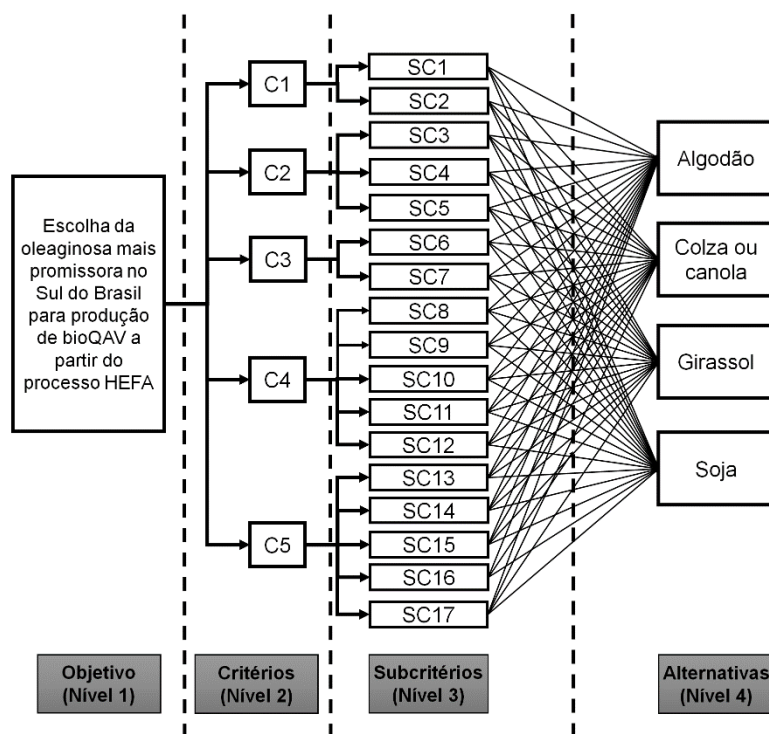 Escolha da
oleaginosa mais
promissora no
Sul do Brasil
para produção
de bioQAV a
partir do
processo HEFA
C1
C2
C3
C4
C5
SC1
SC2
SC3
SC4
SC5
SC6
SC7
SC8
SC9
SC10
SC11
SC12
SC13
SC14
SC15
SC16
SC17
Algodão
Colza ou
canola
Girassol
Soja
Objetivo
(Nível 1)
Critérios
(Nível 2)
Subcritérios
(Nível 3)
Alternativas
(Nível 4)